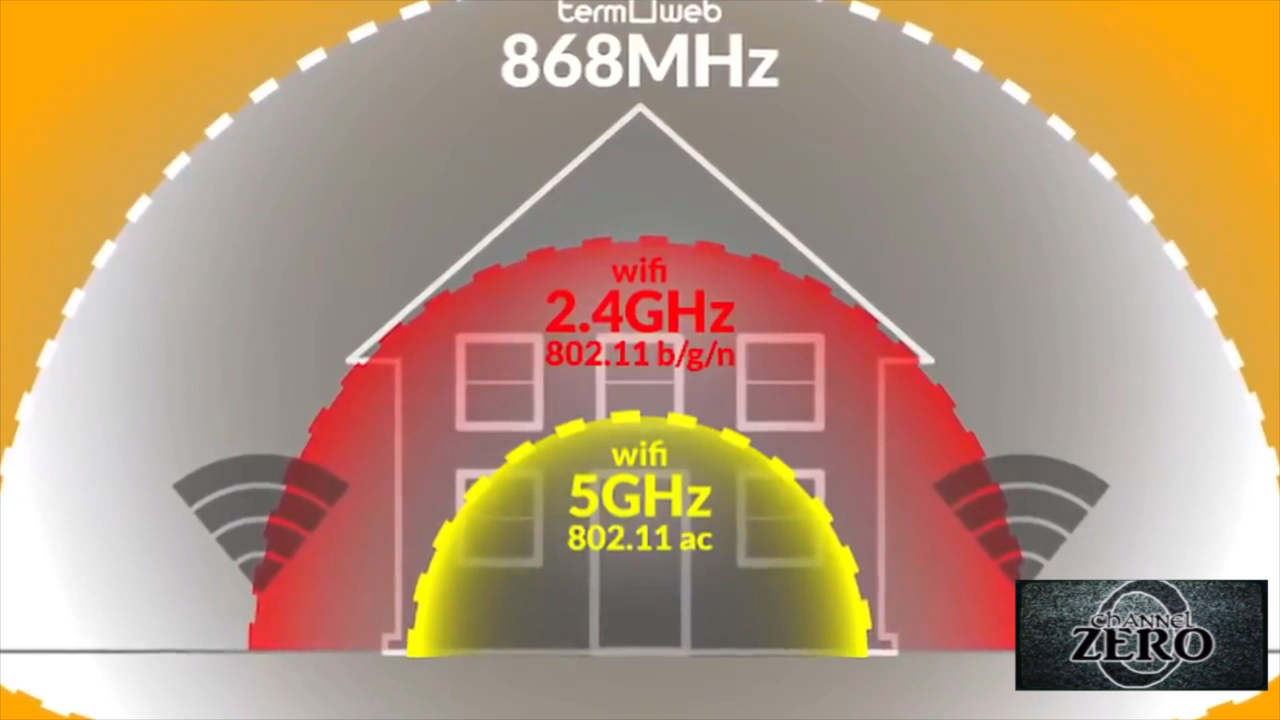 term web
868MHz
wifi
2.4GHz
802.11 b/g/n
wifi
5GHz
802.11 ac
cHANNEL
ZERO